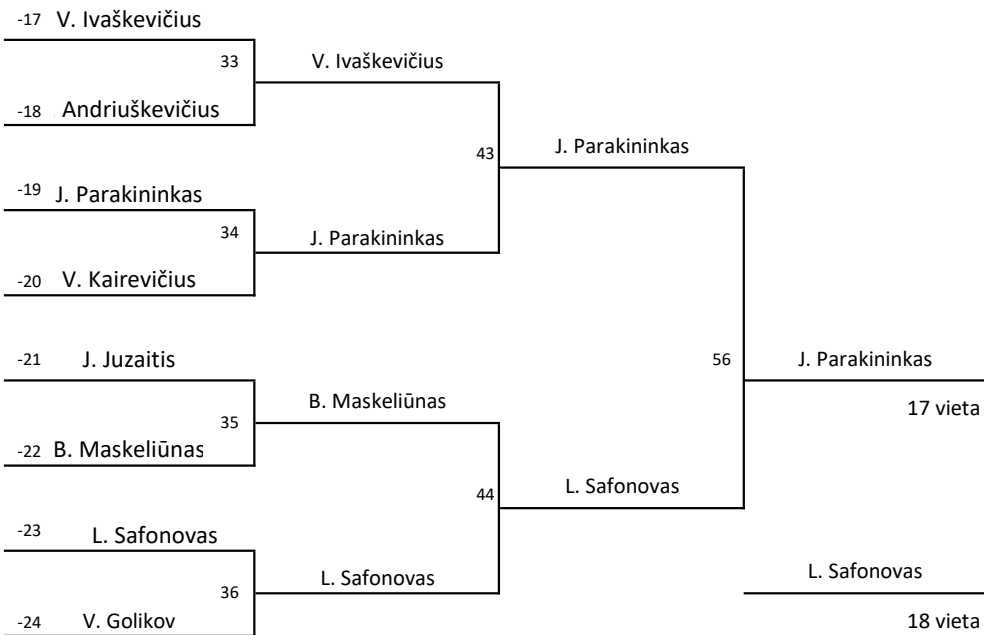 -17 V. Ivaškevičius
33 V. Ivaškevičius
-18 Andriuškevičius
43 J. Parakininkas
-19 J. Parakininkas
34 J. Parakininkas
-20 V. Kairevičius
-21 J. Juzaitis
56 J. Parakininkas
B. Maskeliūnas
17 vieta
35
-22 B. Maskeliūnas
44 L. Safonovas
-23 L. Safonovas
L. Safonovas
L. Safonovas
36
-24 V. Golikov
18 vieta